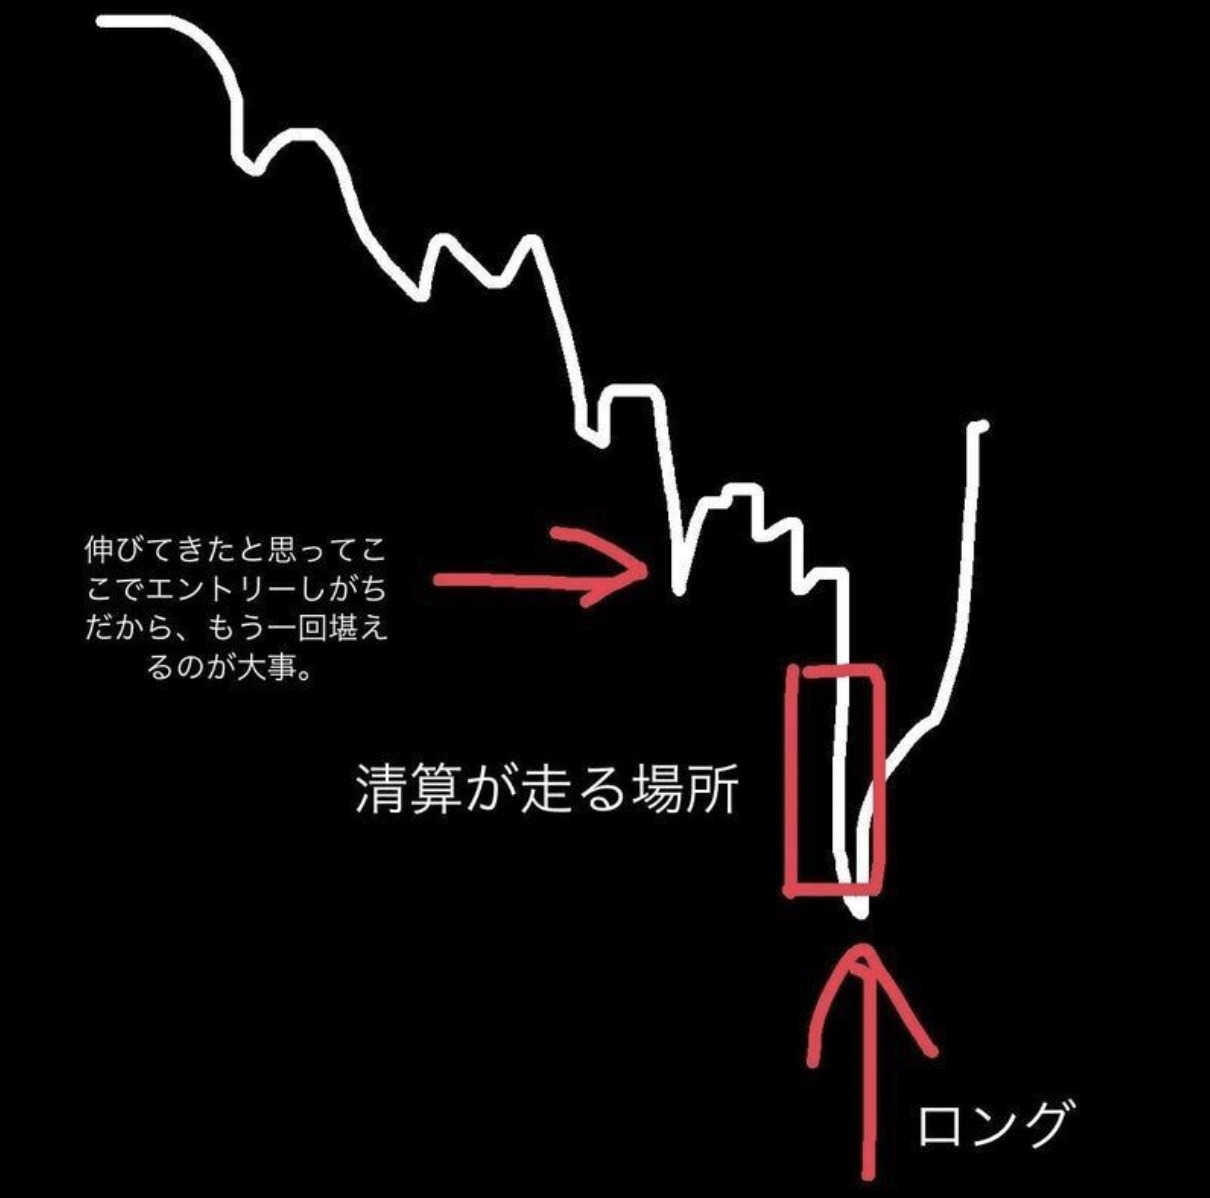 伸びてきたと思ってこ
こでエントリーしがち
だから、もう一回堪え
るのが大事。
清算が走る場所
ロング